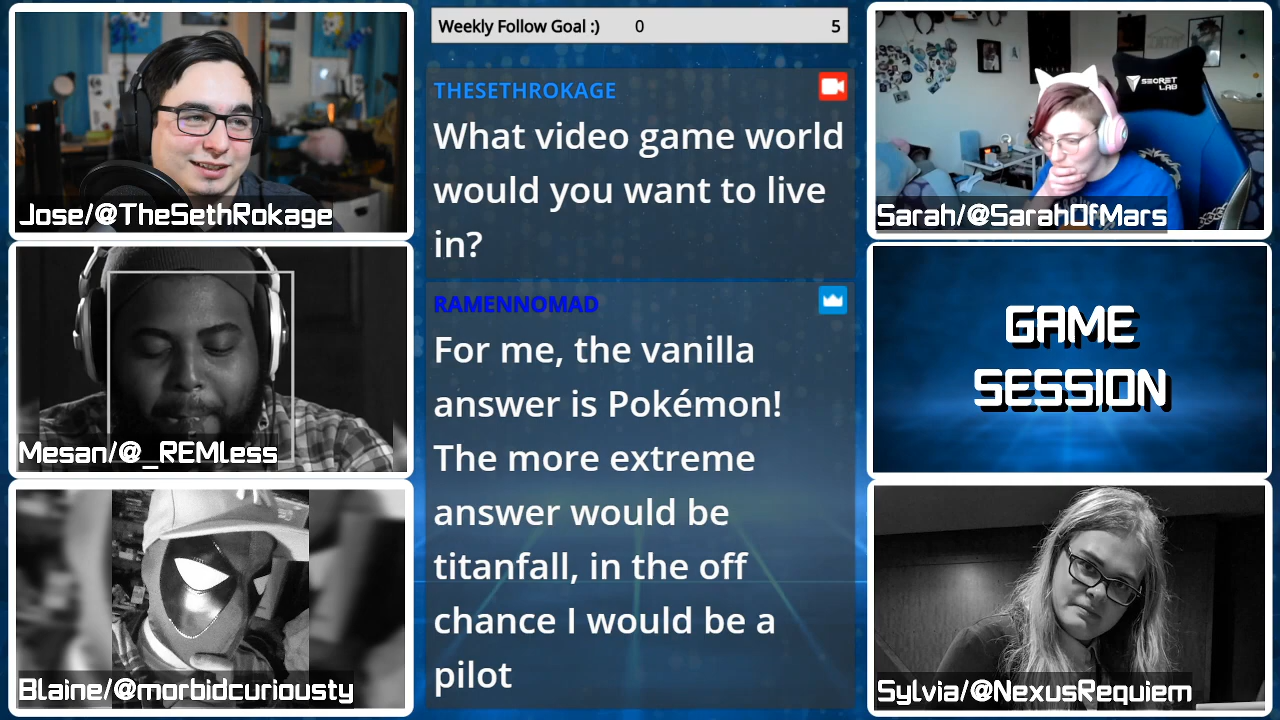 Weekly Follow Goal :) 0 5
THESETHROKAGE
What video game world
would you want to live
in?
RAMENNOMAD
For me, the vanilla
answer is Pokémon!
The more extreme
answer would be
titanfall, in the off
chance I would be a
pilot
Jose/@TheSethRokage
Mesan/@_REMless
Blaine/@morbidcuriousty
SECRET
LAB
Sarah/@SarahOfMars
GAME
SESSION
Sylvia/@NexusRequiem